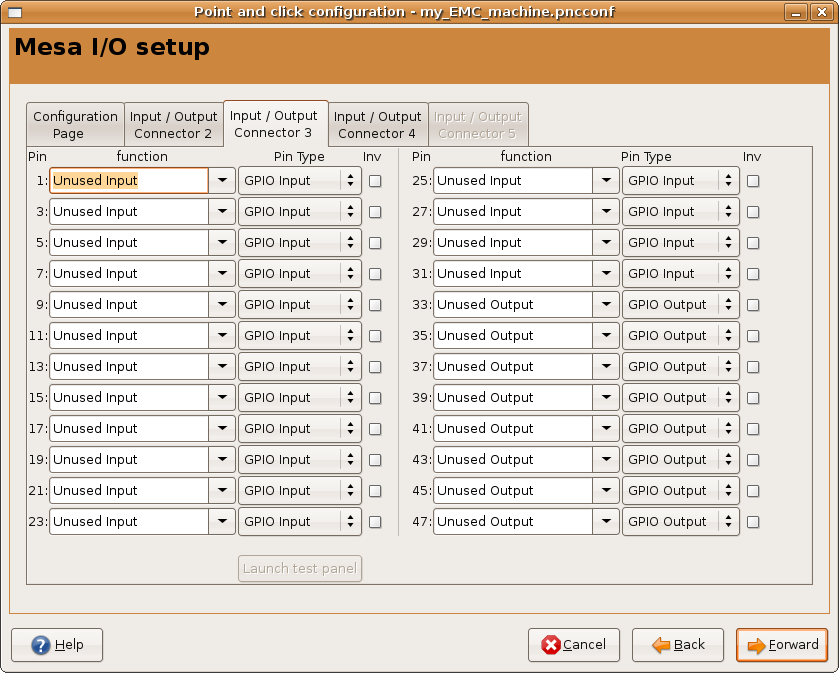 Point and click configuration - my_EMC_machine.pncconf
Mesa I/O setup
Configuration Page
Input / Output Connector 2
Input / Output Connector 3
Input / Output Connector 4
Input / Output Connector 5
Pin function Pin Type Inv Pin function Pin Type Inv
1: Unused Input GPIO Input 25: Unused Input GPIO Input
3: Unused Input GPIO Input 27: Unused Input GPIO Input
5: Unused Input GPIO Input 29: Unused Input GPIO Input
7: Unused Input GPIO Input 31: Unused Input GPIO Input
9: Unused Input GPIO Input 33: Unused Output GPIO Output
11: Unused Input GPIO Input 35: Unused Output GPIO Output
13: Unused Input GPIO Input 37: Unused Output GPIO Output
15: Unused Input GPIO Input 39: Unused Output GPIO Output
17: Unused Input GPIO Input 41: Unused Output GPIO Output
19: Unused Input GPIO Input 43: Unused Output GPIO Output
21: Unused Input GPIO Input 45: Unused Output GPIO Output
23: Unused Input GPIO Input 47: Unused Output GPIO Output
Launch test panel
Help Cancel Back Forward